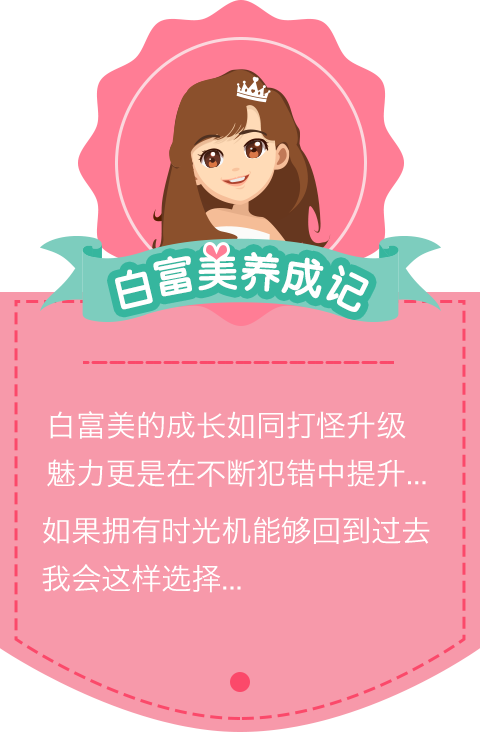 白富美养成记
白富美的成长如同打怪升级
魅力更是在不断犯错中提升...
如果拥有时光机能够回到过去
我会这样选择...